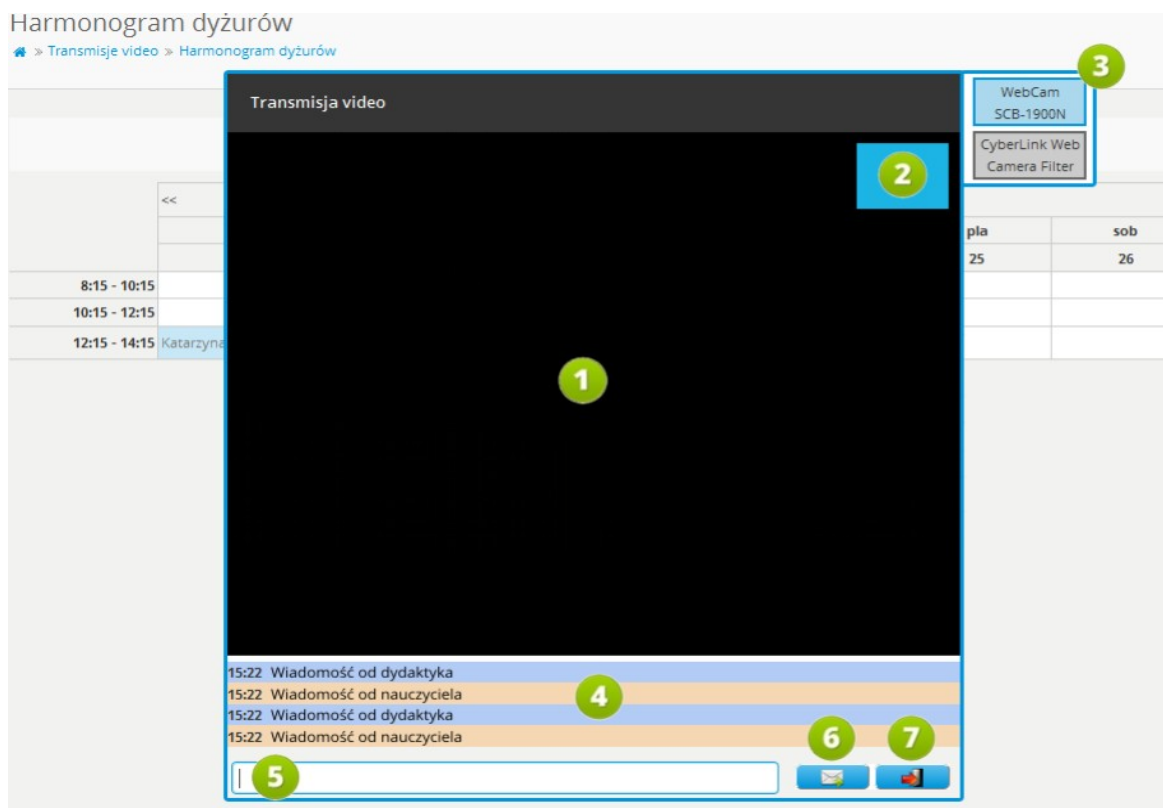 Harmonogram dyżurów
» Transmisje video » Harmonogram dyżurów
3
Transmisja video
WebCam
SCB-1900N
CyberLink Web
Camera Filter
2
<<
pla
sob
25
26
8:15 - 10:15
10:15 - 12:15
12:15 - 14:15 Katarzyna
1
15:22 Wiadomość od dydaktyka
15:22 Wiadomość od nauczyciela
4
15:22 Wiadomość od dydaktyka
15:22 Wiadomość od nauczyciela
6
7
5